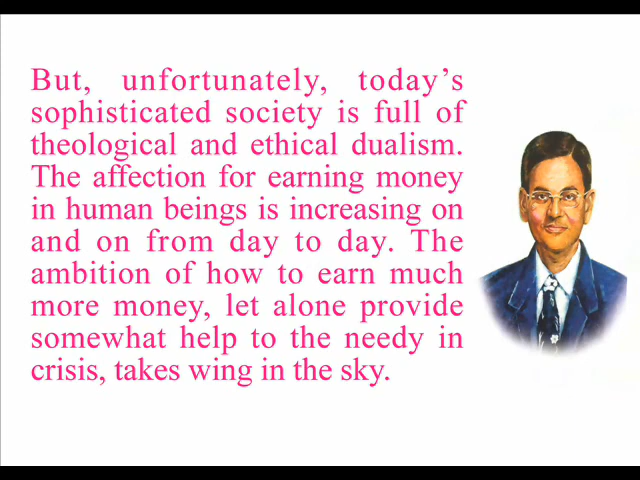 But, unfortunately, today’s
sophisticated society is full of
theological and ethical dualism.
The affection for earning money
in human beings is increasing on
and on from day to day. The
ambition of how to earn much
more money, let alone provide
somewhat help to the needy in
crisis, takes wing in the sky.